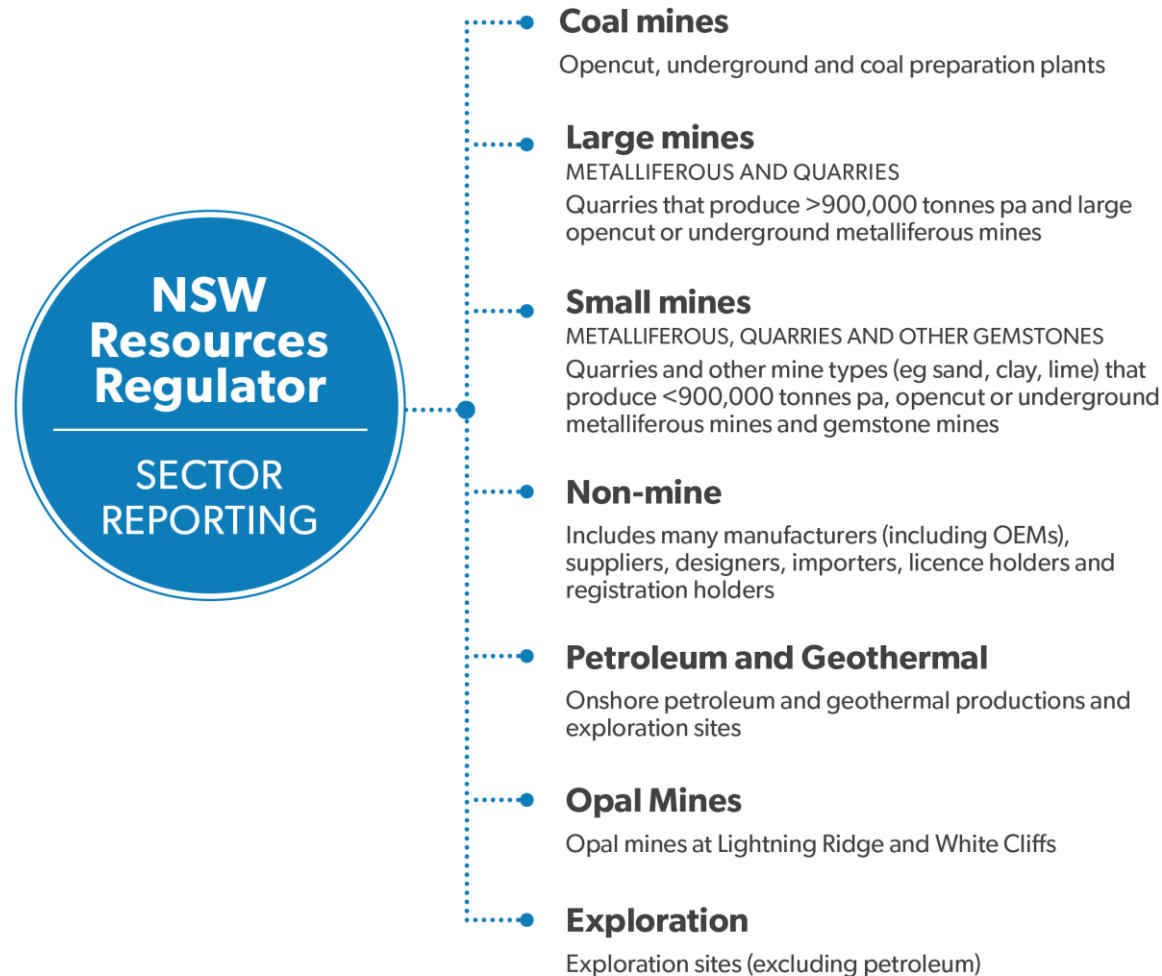 NSW
Resources
Regulator
SECTOR
REPORTING
Coal mines
Opencut, underground and coal preparation plants
Large mines
METALLIFEROUS AND QUARRIES
Quarries that produce >900,000 tonnes pa and large
opencut or underground metalliferous mines
Small mines
METALLIFEROUS, QUARRIES AND OTHER GEMSTONES
Quarries and other mine types (eg sand, clay, lime) that
produce <900,000 tonnes pa, opencut or underground
metalliferous mines and gemstone mines
Non-mine
Includes many manufacturers (including OEMs),
suppliers, designers, importers, licence holders and
registration holders
Petroleum and Geothermal
Onshore petroleum and geothermal productions and
exploration sites
Opal Mines
Opal mines at Lightning Ridge and White Cliffs
Exploration
Exploration sites (excluding petroleum)